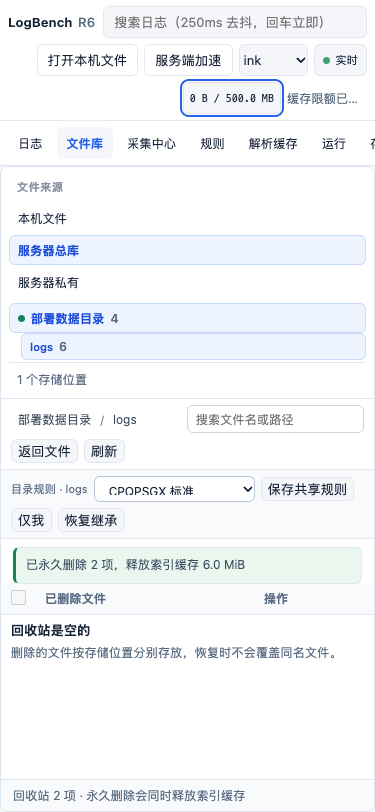 LogBench R6 搜索日志（250ms 去抖，回车立即）
打开本机文件 服务端加速 ink 实时
0 B / 500.0 MB 缓存限额已…
日志 文件库 采集中心 规则 解析缓存 运行
文件来源
本机文件
服务器总库
服务器私有
部署数据目录 4
logs 6
1 个存储位置
部署数据目录 / logs 搜索文件名或路径
返回文件 刷新
目录规则 · logs CPQPSGX 标准 保存共享规则
仅我 恢复继承
已永久删除 2 项，释放索引缓存 6.0 MiB
已删除文件 操作
回收站是空的
删除的文件按存储位置分别存放，恢复时不会覆盖同名文件。
回收站 2 项 · 永久删除会同时释放索引缓存